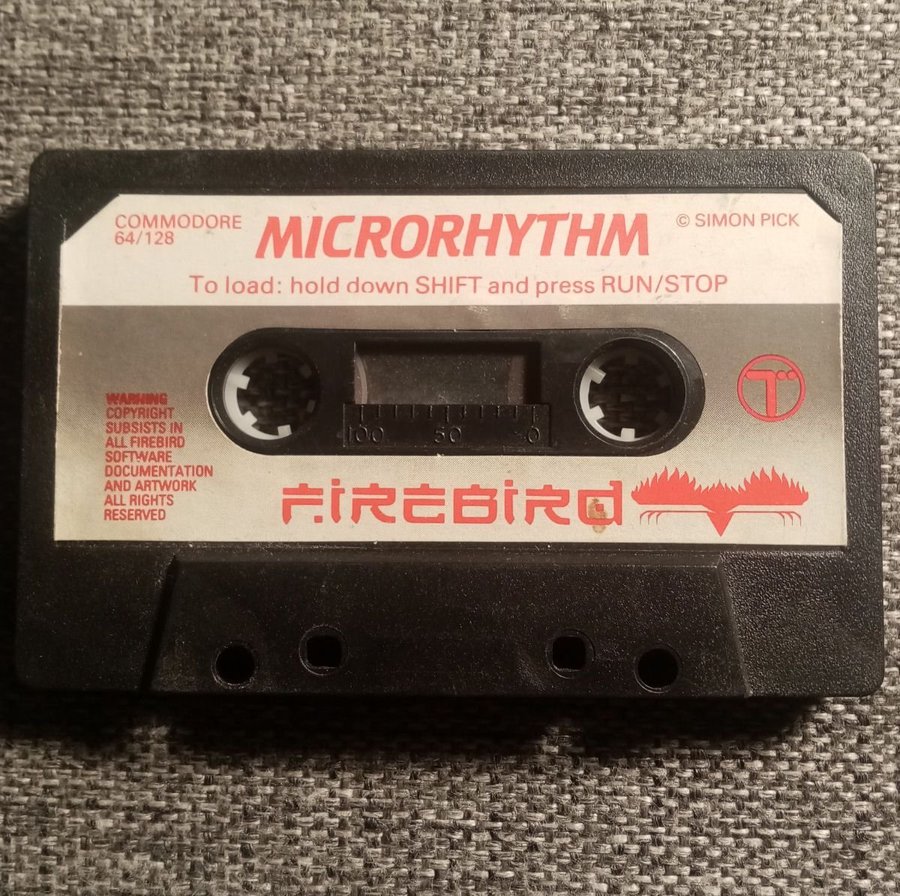 COMMODORE
64/128
MICRORHYTHM
© SIMON PICK
To load: hold down SHIFT and press RUN/STOP
100 50 0
WARNING
COPYRIGHT
SUBSISTS IN
ALL FIREBIRD
SOFTWARE
DOCUMENTATION
AND ARTWORK
ALL RIGHTS
RESERVED
FIREBIRD